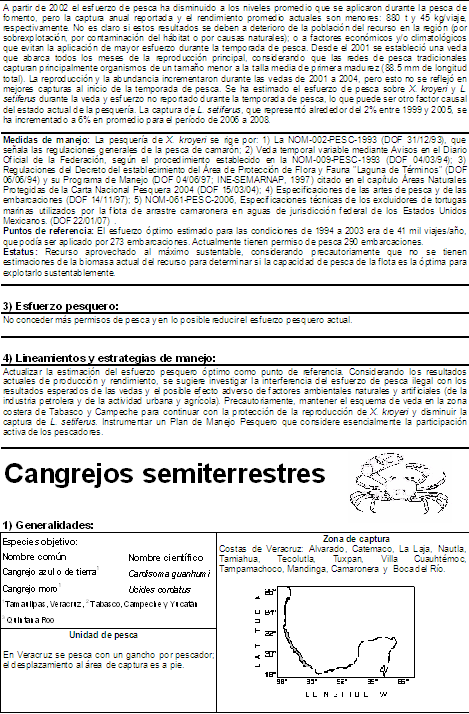 A partir de 2002 el esfuerzo de pesca ha disminuido a los niveles promedio que se aplicaron durante la pesca de
fomento, pero la captura anual reportada y el rendimiento promedio actuales son menores: 880 t y 45 kg/viaje,
respectivamente. No es claro si estos resultados se deben a deterioro de la población del recurso en la región (por
sobreexplotación, por contaminación del hábitat o por causas naturales); o a factores económicos y/o climatológicos
que evitan la aplicación de mayor esfuerzo durante la temporada de pesca. Desde el 2001 se estableció una veda
que abarca todos los meses de la reproducción principal, considerando que las redes de pesca tradicionales
capturan principalmente organismos de un tamaño menor a la talla media de primera madurez (88.5 mm de longitud
total). La reproducción y la abundancia incrementaron durante las vedas de 2001 a 2004, pero esto no se reflejó en
mejores capturas al inicio de la temporada de pesca. Se ha estimado el esfuerzo de pesca sobre X. kroyeri y L.
setiferus durante la veda y esfuerzo no reportado durante la temporada de pesca, lo que puede ser otro factor causal
del estado actual de la pesquería. La captura de L. setiferus, que representó alrededor del 2% entre 1999 y 2005, se
ha incrementado a 6% en promedio para el período de 2006 a 2008.
Medidas de manejo: La pesquería de X. kroyeri se rige por: 1) La NOM-002-PESC-1993 (DOF 31/12/93), que
señala las regulaciones generales de la pesca de camarón; 2) Veda temporal variable mediante Avisos en el Diario
Oficial de la Federación, según el procedimiento establecido en la NOM-009-PESC-1993 (DOF 04/03/94); 3)
Regulaciones del Decreto del establecimiento del Área de Protección de Flora y Fauna "Laguna de Términos" (DOF
06/06/94) y su Programa de Manejo (DOF 04/06/97; INE-SEMARNAP, 1997) citado en el capítulo Áreas Naturales
Protegidas de la Carta Nacional Pesquera 2004 (DOF 15/03/04); 4) Especificaciones de las artes de pesca y de las
embarcaciones (DOF 14/11/97); 5) NOM-061-PESC-2006, Especificaciones técnicas de los excluidores de tortugas
marinas utilizados por la flota de arrastre camaronera en aguas de jurisdicción federal de los Estados Unidos
Mexicanos. (DOF 22/01/07) .
Puntos de referencia: El esfuerzo óptimo estimado para las condiciones de 1994 a 2003 era de 41 mil viajes/año,
que podía ser aplicado por 273 embarcaciones. Actualmente tienen permiso de pesca 290 embarcaciones.
Estatus: Recurso aprovechado al máximo sustentable, considerando precautoriamente que no se tienen
estimaciones de la biomasa actual del recurso para determinar si la capacidad de pesca de la flota es la óptima para
explotarlo sustentablemente.
3) Esfuerzo pesquero:
No conceder más permisos de pesca y en lo posible reducir el esfuerzo pesquero actual.
4) Lineamientos y estrategias de manejo:
Actualizar la estimación del esfuerzo pesquero óptimo como punto de referencia. Considerando los resultados
actuales de producción y rendimiento, se sugiere investigar la interferencia del esfuerzo de pesca ilegal con los
resultados esperados de las vedas y el posible efecto adverso de factores ambientales naturales y artificiales (de la
industria petrolera y de la actividad urbana y agrícola). Precautoriamente, mantener el esquema de veda en la zona
costera de Tabasco y Campeche para continuar con la protección de la reproducción de X. kroyeri y disminuir la
captura de L. setiferus. Instrumentar un Plan de Manejo Pesquero que considere esencialmente la participación
activa de los pescadores.
Cangrejos semiterrestres
1) Generalidades:
Especies objetivo:
Nombre común Nombre científico
Cangrejo azul o de tierra¹ Cardisoma guanhumi
Cangrejo moro¹ Ucides cordatus
¹Tamaulipas, Veracruz, ² Tabasco, Campeche y Yucatán
³ Quintana Roo
Unidad de pesca
En Veracruz se pesca con un gancho por pescador;
el desplazamiento al área de captura es a pie.
Zona de captura
Costas de Veracruz: Alvarado, Catemaco, La Laja, Nautla,
Tamiahua, Tecolutla, Tuxpan, Villa Cuauhtémoc,
Tampamachoco, Mandinga, Camaronera y Boca del Río.
LATITUD
18°
98°
LONGITUD W